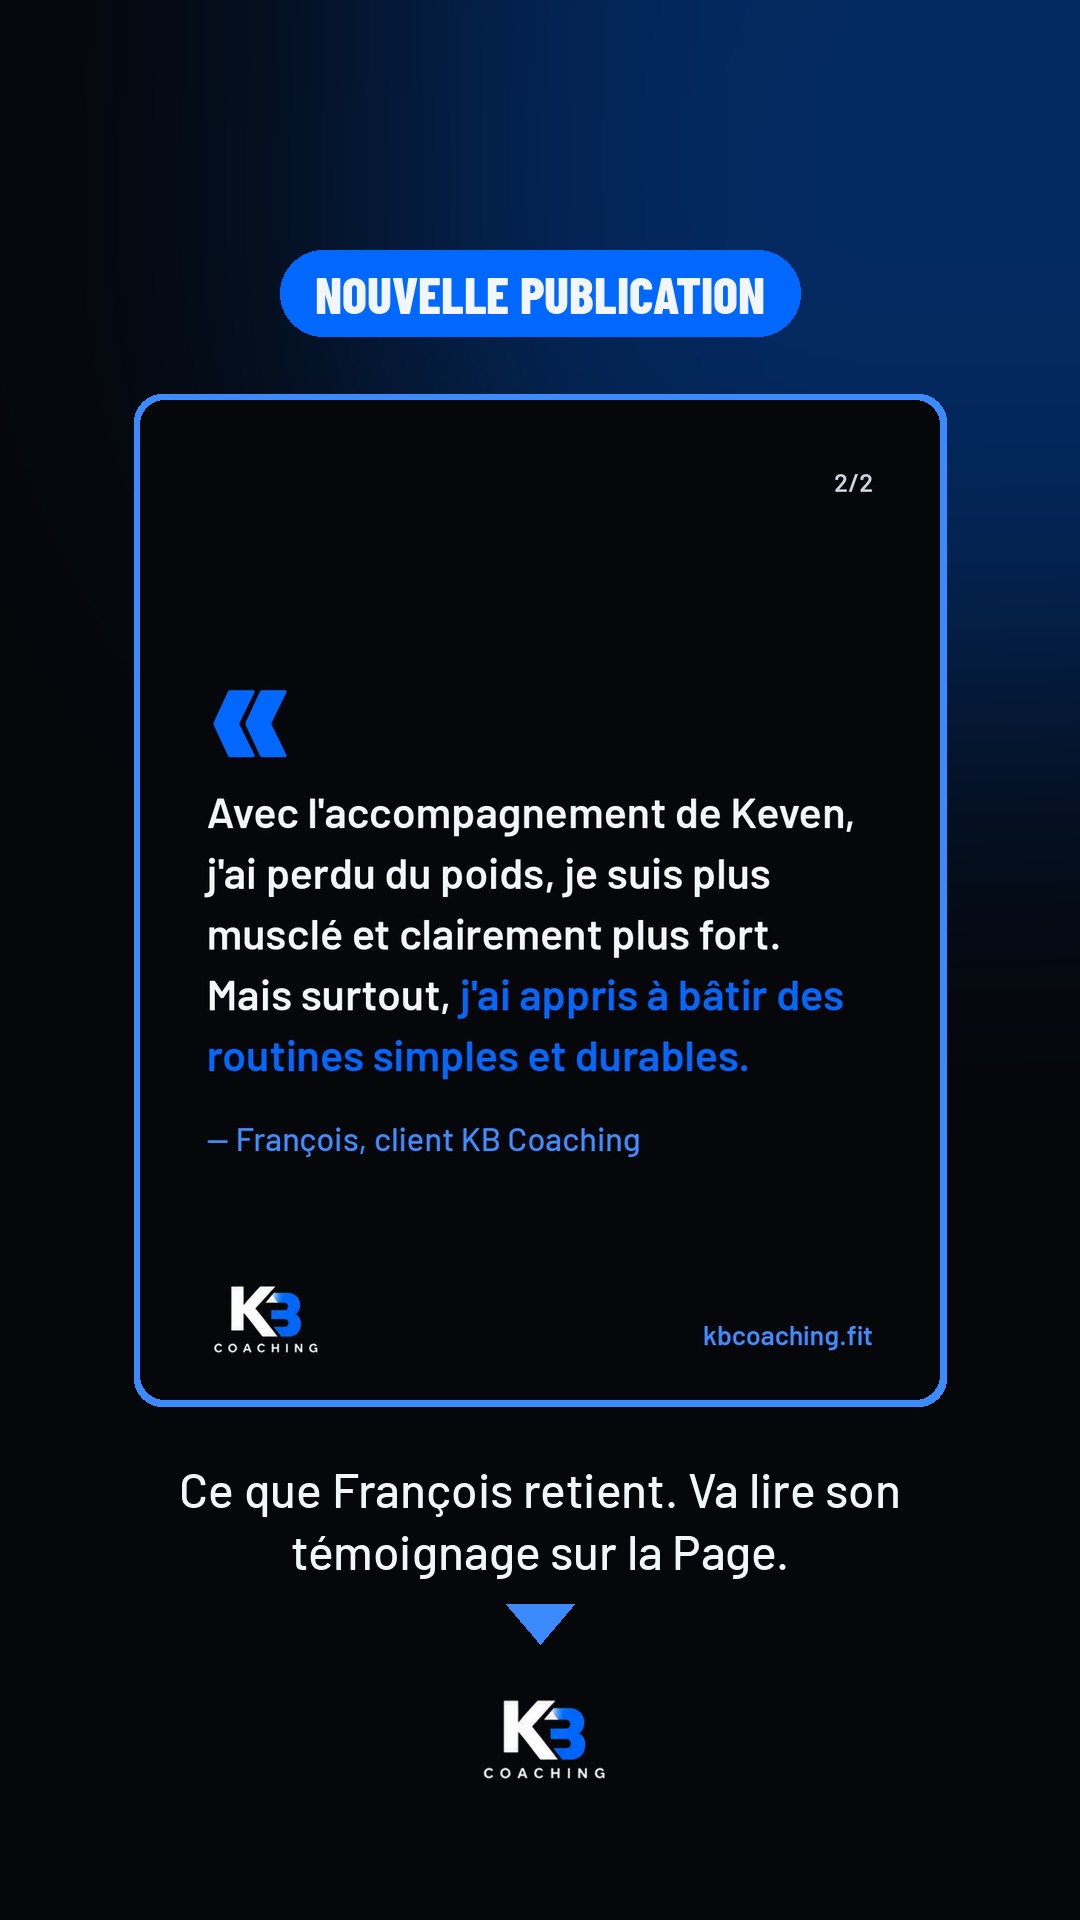 NOUVELLE PUBLICATION
2/2
«
Avec l'accompagnement de Keven,
j'ai perdu du poids, je suis plus
musclé et clairement plus fort.
Mais surtout, j'ai appris à bâtir des
routines simples et durables.
— François, client KB Coaching
KB
COACHING
kbcoaching.fit
Ce que François retient. Va lire son
témoignage sur la Page.
KB
COACHING